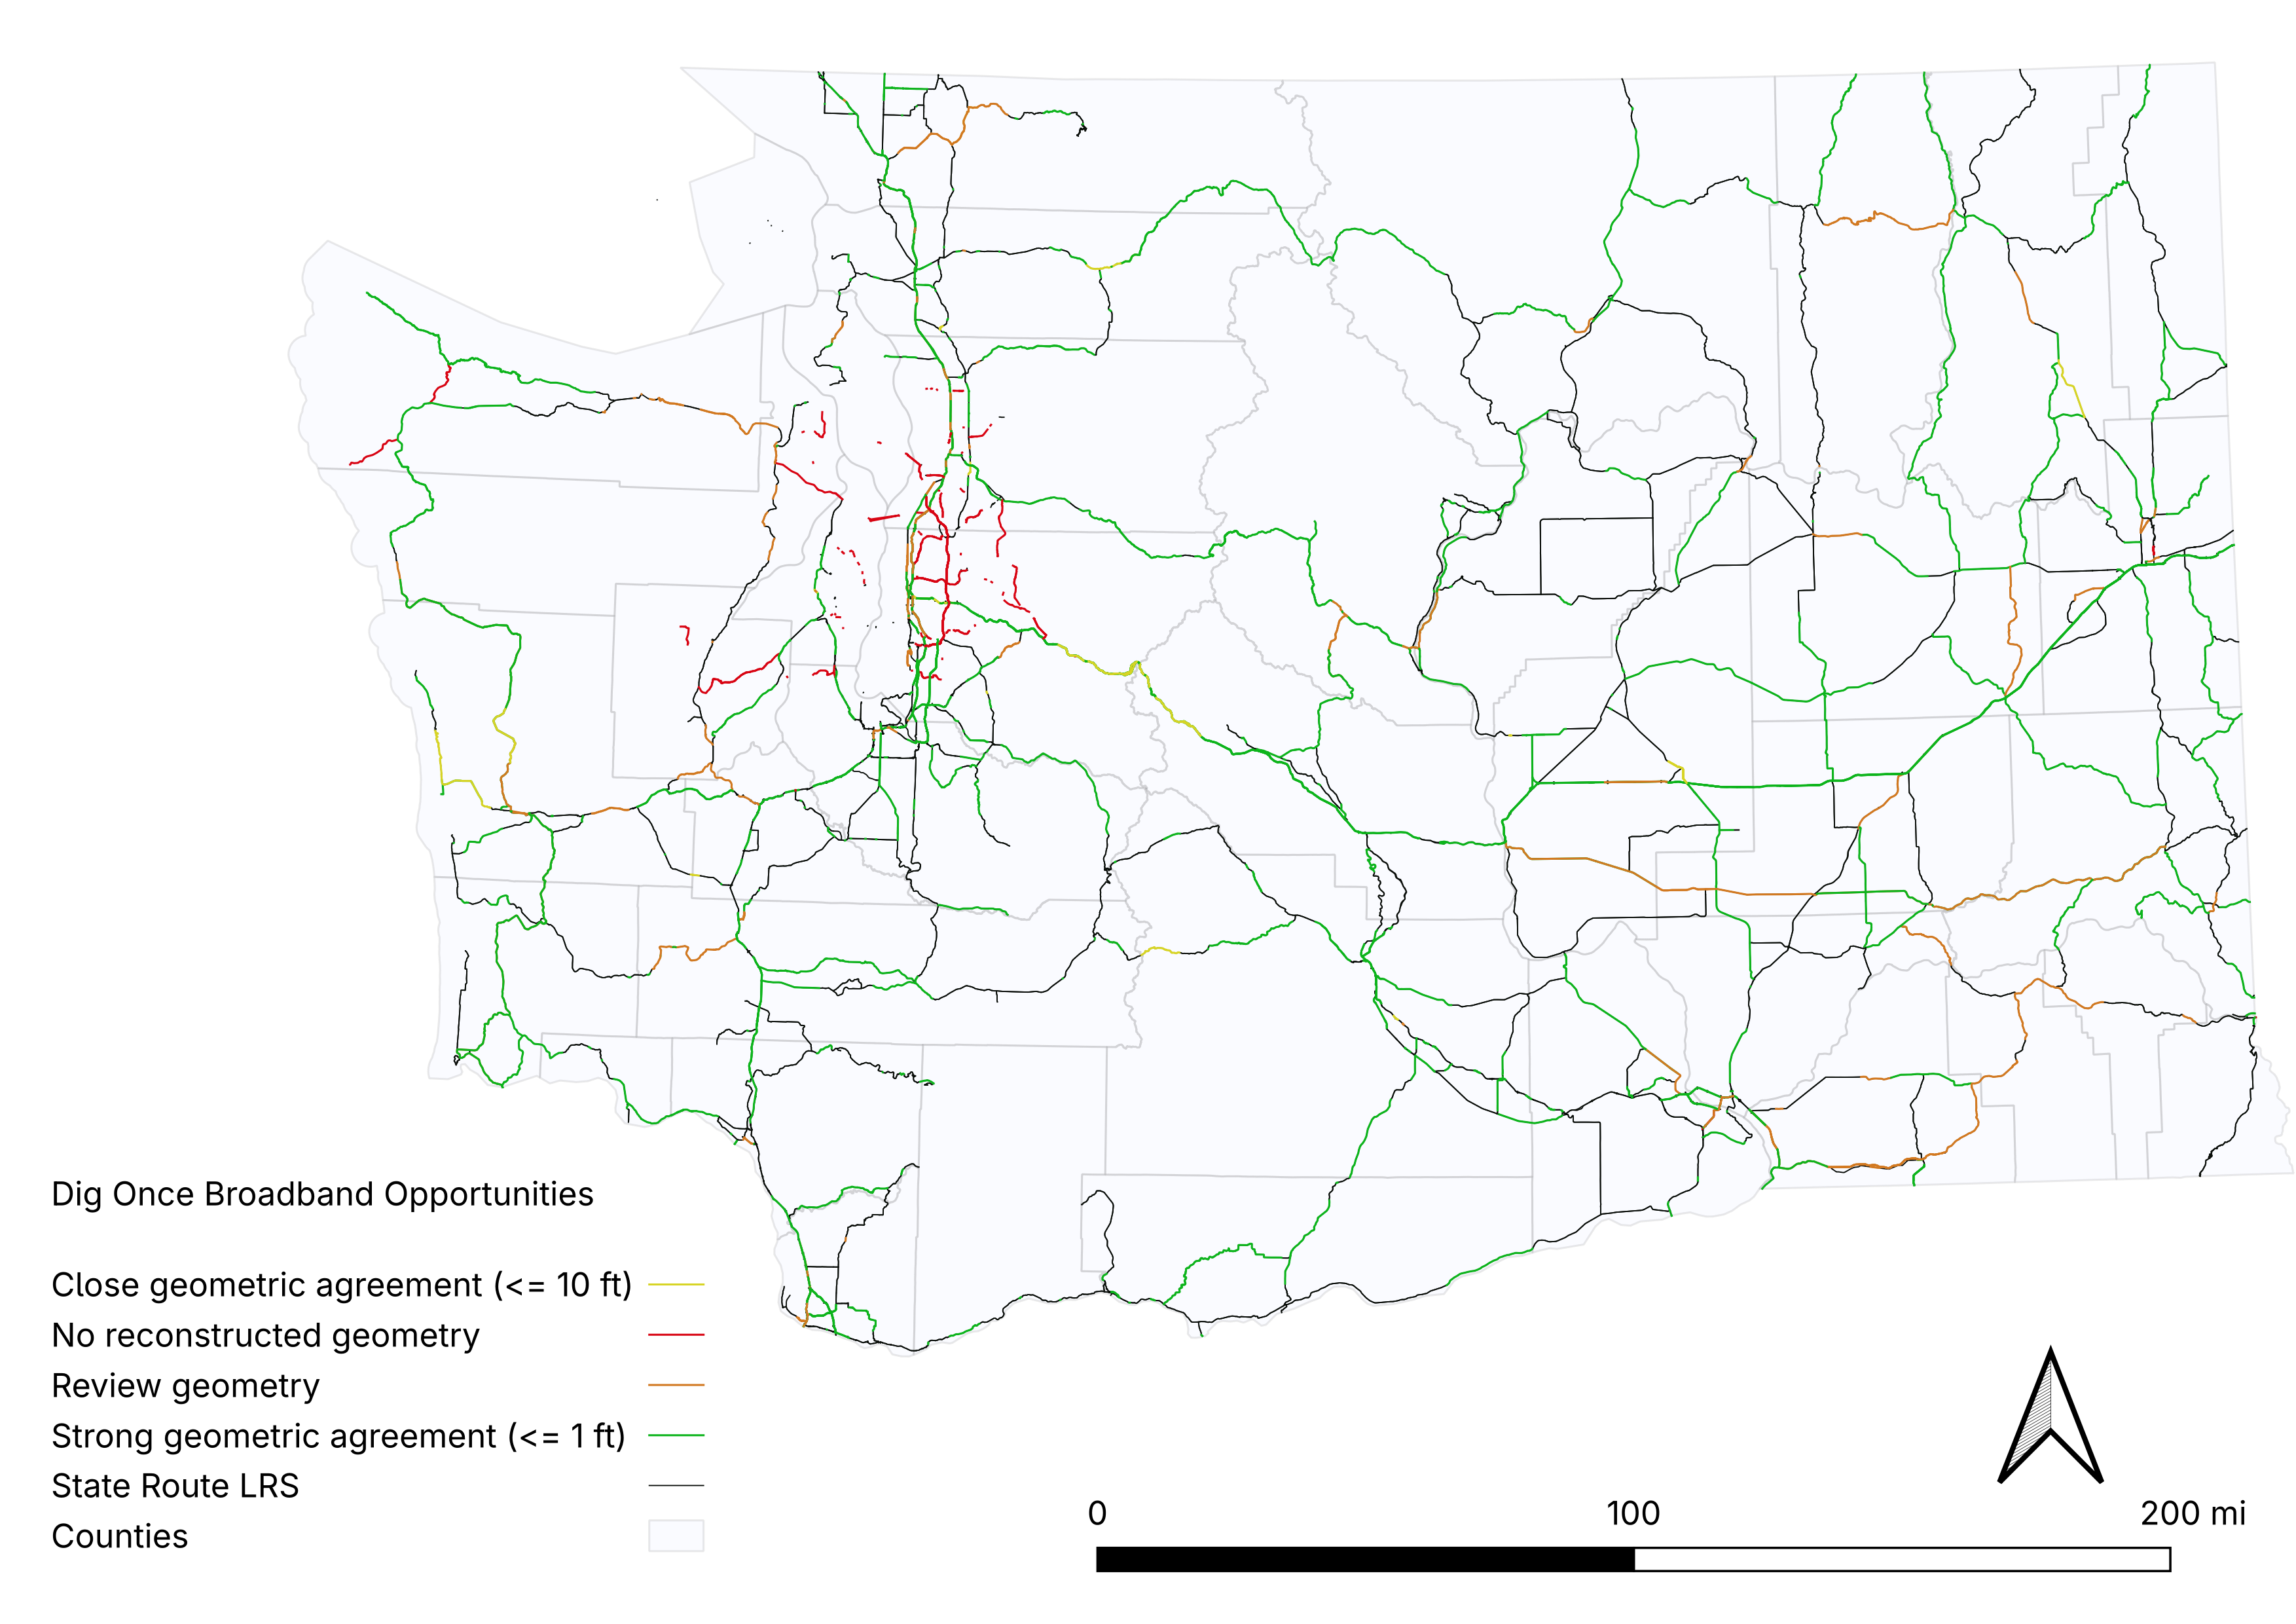 Dig Once Broadband Opportunities
Close geometric agreement (<= 10 ft)
No reconstructed geometry
Review geometry
Strong geometric agreement (<= 1 ft)
State Route LRS
Counties
0 100 200 mi